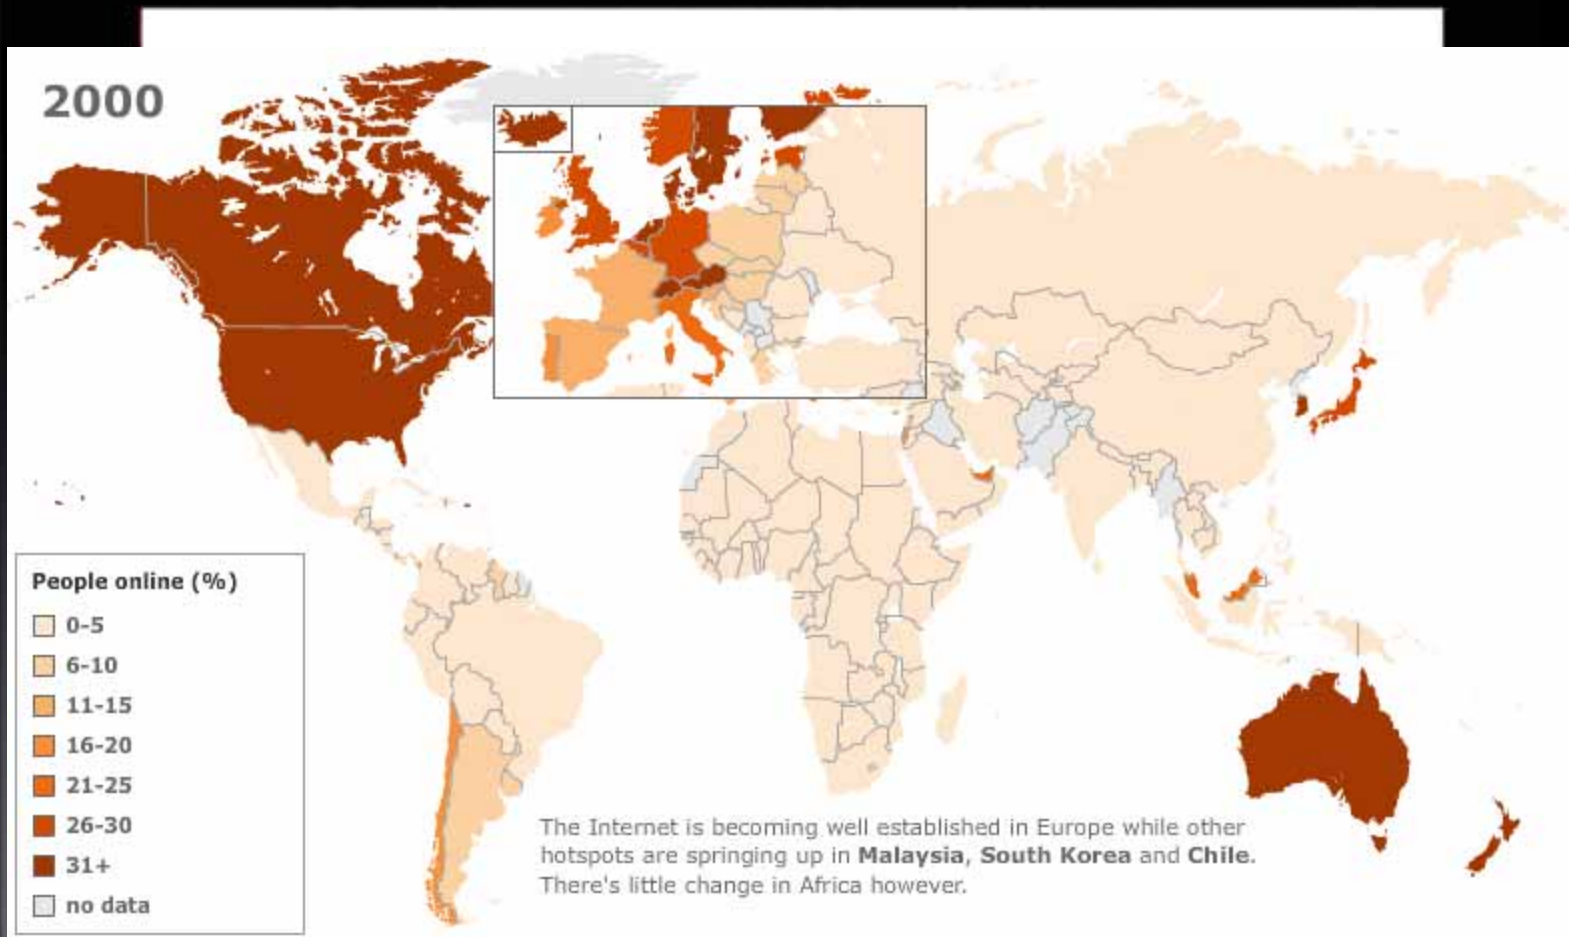 2000
People online (%)
0-5
6-10
11-15
16-20
21-25
26-30
31+
no data
The Internet is becoming well established in Europe while other
hotspots are springing up in Malaysia, South Korea and Chile.
There's little change in Africa however.